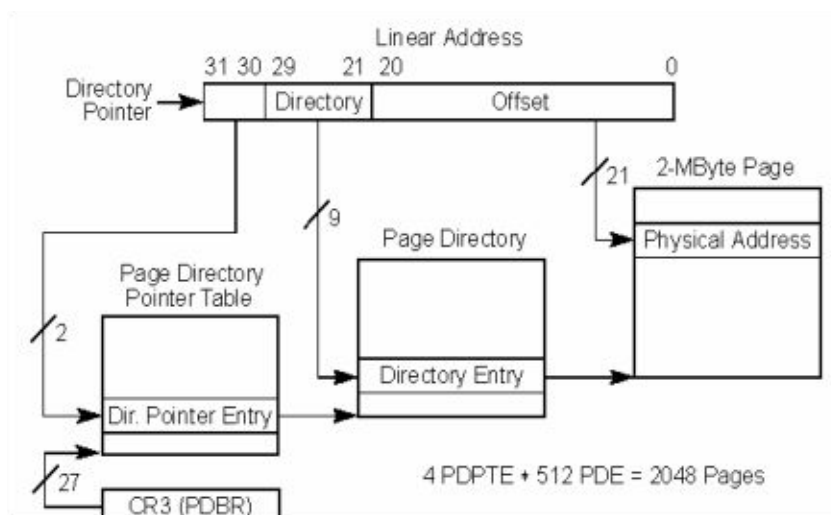 Linear Address
31 30 29 21 20 0
Directory
Pointer
Directory
Offset
2-MByte Page
21
9
Physical Address
Page Directory
Page Directory
Pointer Table
2
Directory Entry
Dir. Pointer Entry
27
4 PDPTE + 512 PDE = 2048 Pages
CR3 (PDBR)